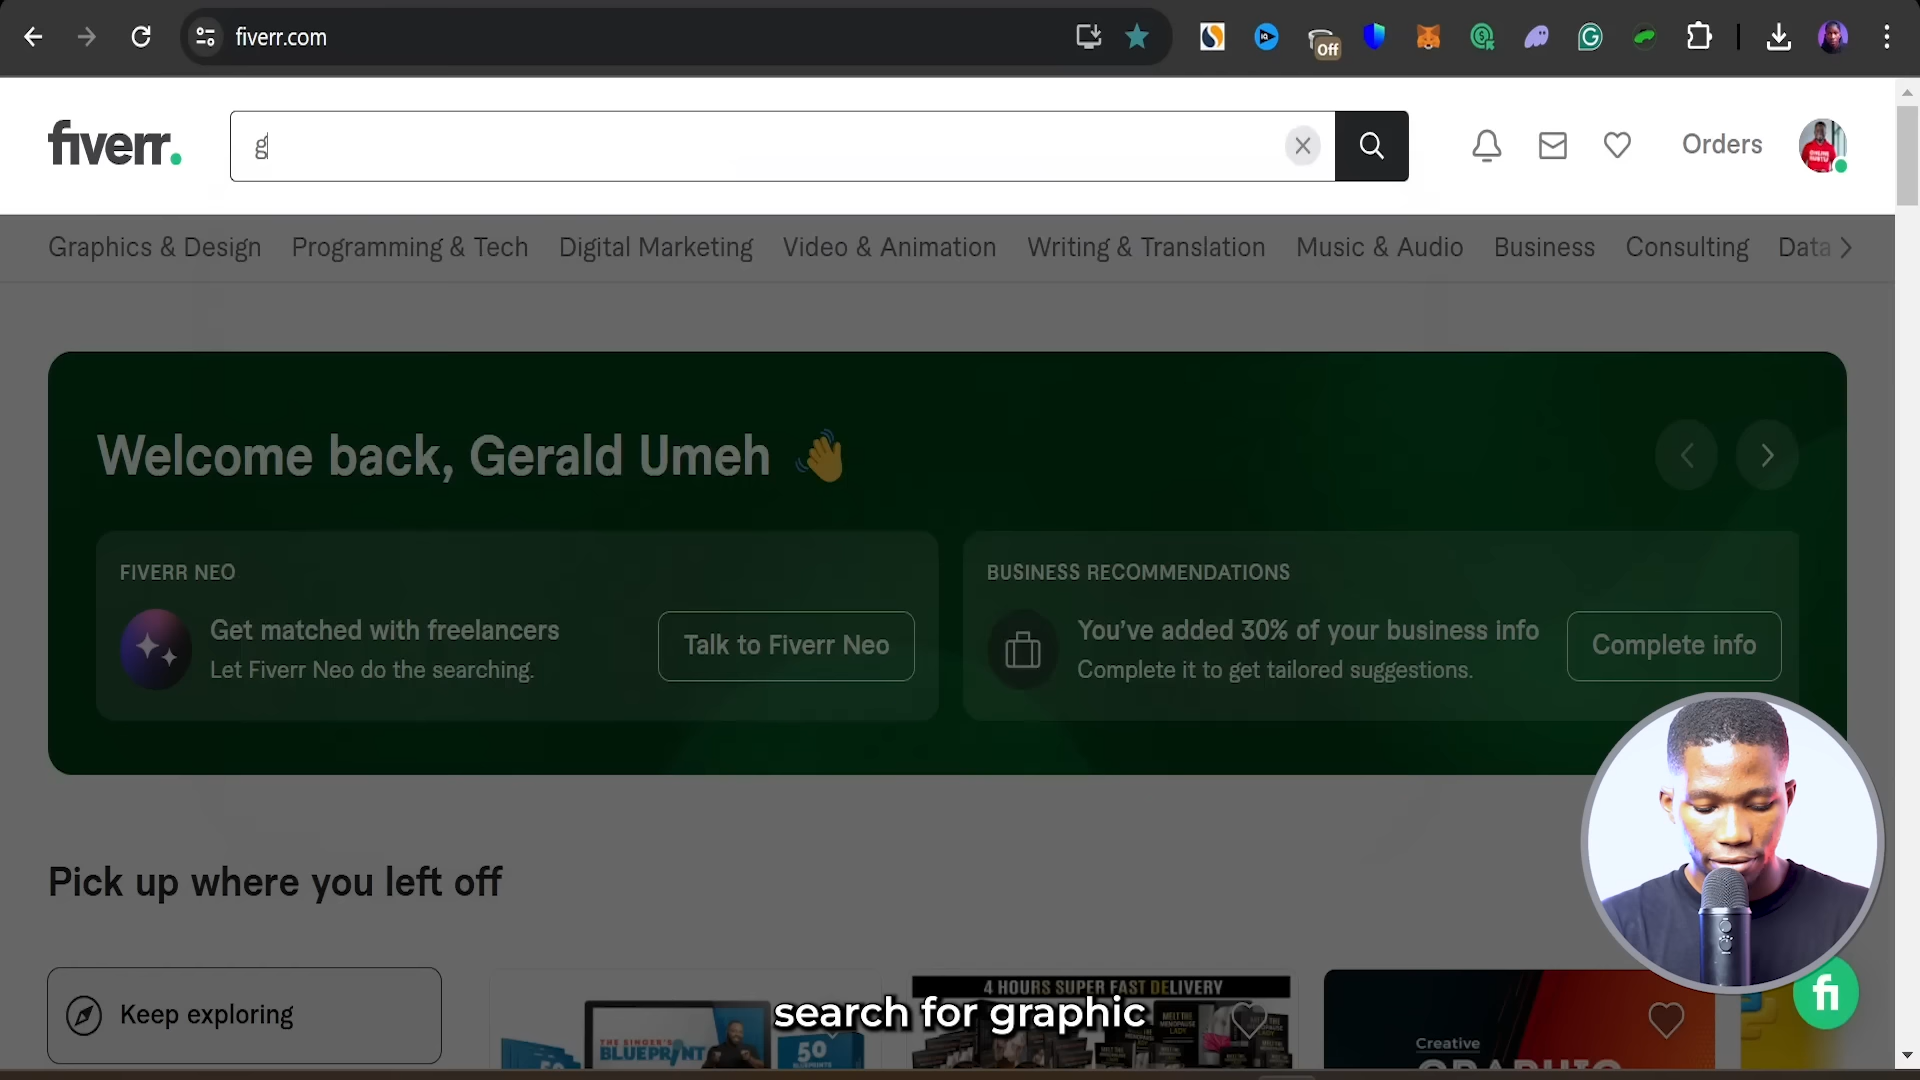 fiverr.com
Off
fiverr.
g
Orders
Graphics & Design
Programming & Tech
Digital Marketing
Video & Animation
Writing & Translation
Music & Audio
Business
Consulting
Data
Welcome back, Gerald Umeh
FIVERR NEO
Get matched with freelancers
Let Fiverr Neo do the searching.
Talk to Fiverr Neo
BUSINESS RECOMMENDATIONS
You've added 30% of your business info
Complete it to get tailored suggestions.
Complete info
Pick up where you left off
Keep exploring
THE SINGER'S
BLUEPRINT
50
4 HOURS SUPER FAST DELIVERY
Creative
GRAPHIC
fi
search for graphic